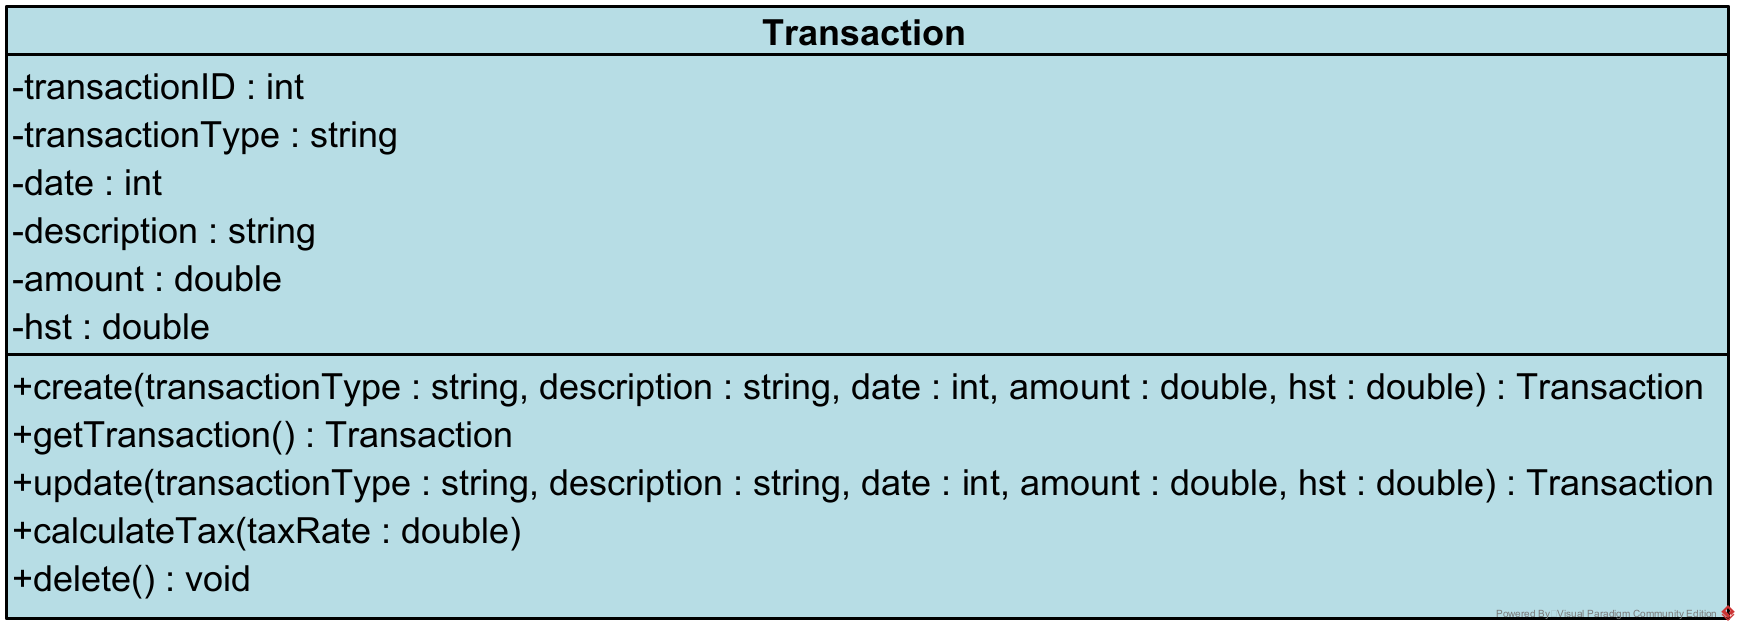 Transaction
-transactionID : int
-transactionType : string
-date : int
-description : string
-amount : double
-hst : double
+create(transactionType : string, description : string, date : int, amount : double, hst : double) : Transaction
+getTransaction() : Transaction
+update(transactionType : string, description : string, date : int, amount : double, hst : double) : Transaction
+calculateTax(taxRate : double)
+delete() : void
Powered By Visual Paradigm Community Edition